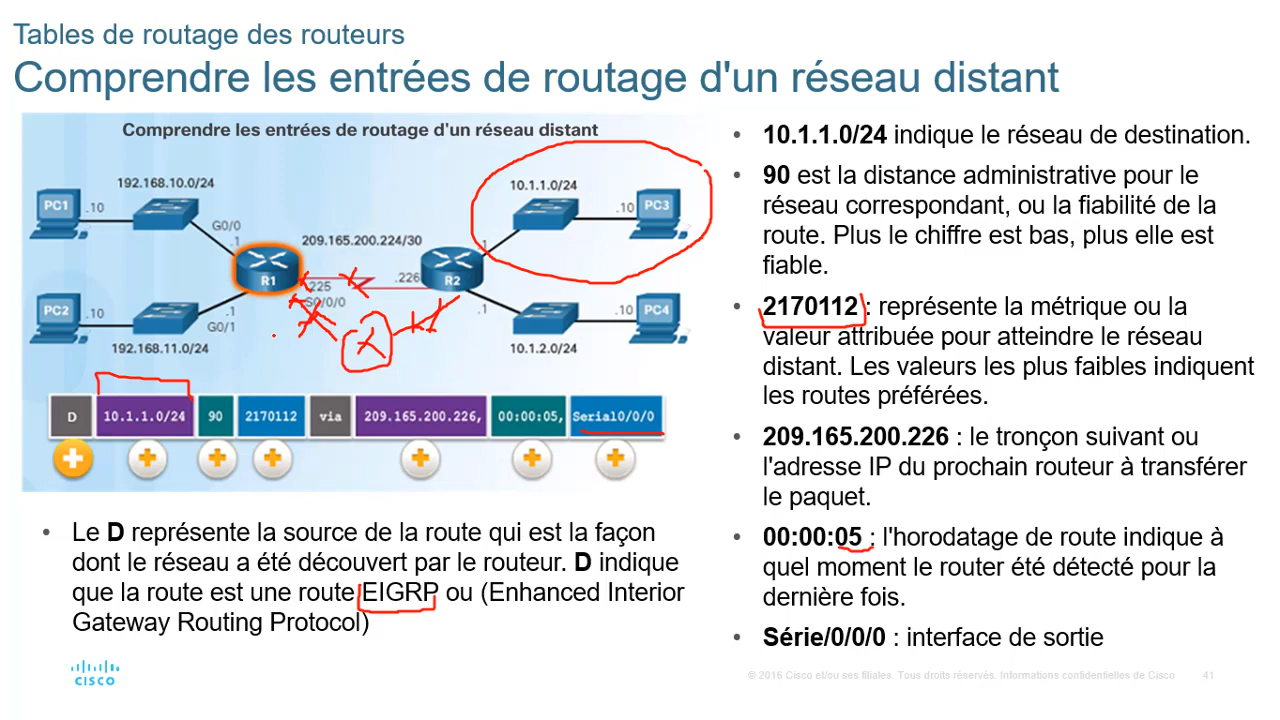 Tables de routage des routeurs
Comprendre les entrées de routage d'un réseau distant
Comprendre les entrées de routage d'un réseau distant
192.168.10.0/24
10.1.1.0/24
PC1
.10
G0/0
.1
209.165.200.224/30
.1
.10
PC3
R1
.225
S0/0/0
.226
R2
PC2
.10
.1
G0/1
192.168.11.0/24
.1
.10
PC4
10.1.2.0/24
D 10.1.1.0/24 90 2170112 via 209.165.200.226, 00:00:05, Serial0/0/0
• Le D représente la source de la route qui est la façon
dont le réseau a été découvert par le routeur. D indique
que la route est une route EIGRP ou (Enhanced Interior
Gateway Routing Protocol)
• 10.1.1.0/24 indique le réseau de destination.
• 90 est la distance administrative pour le
réseau correspondant, ou la fiabilité de la
route. Plus le chiffre est bas, plus elle est
fiable.
• 2170112 : représente la métrique ou la
valeur attribuée pour atteindre le réseau
distant. Les valeurs les plus faibles indiquent
les routes préférées.
• 209.165.200.226 : le tronçon suivant ou
l'adresse IP du prochain routeur à transférer
le paquet.
• 00:00:05 : l'horodatage de route indique à
quel moment le router été détecté pour la
dernière fois.
• Série/0/0/0 : interface de sortie
CISCO
© 2016 Cisco et/ou ses filiales. Tous droits réservés. Informations confidentielles de Cisco
41